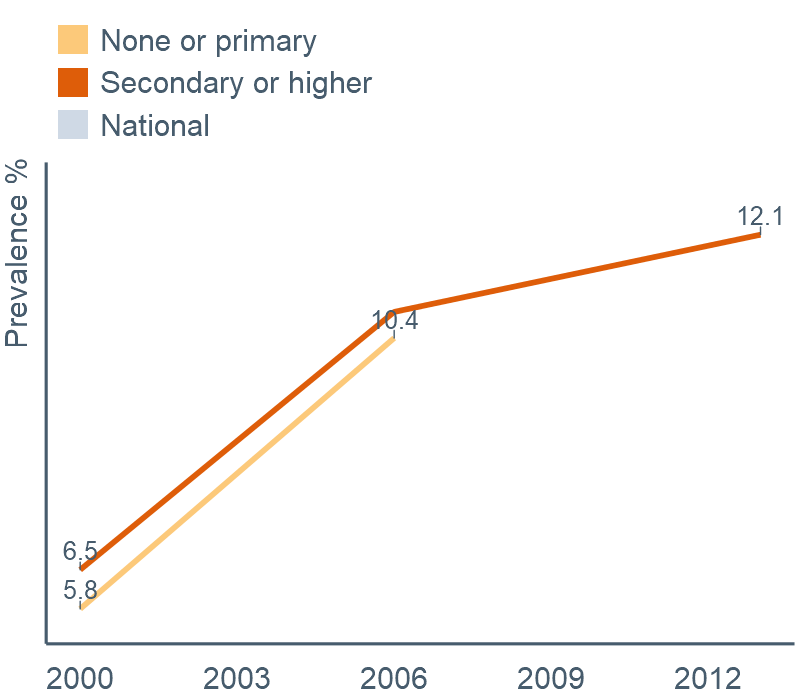 None or primary
Secondary or higher
National
Prevalence %
12.1
10.4
6.5
5.8
2000 2003 2006 2009 2012